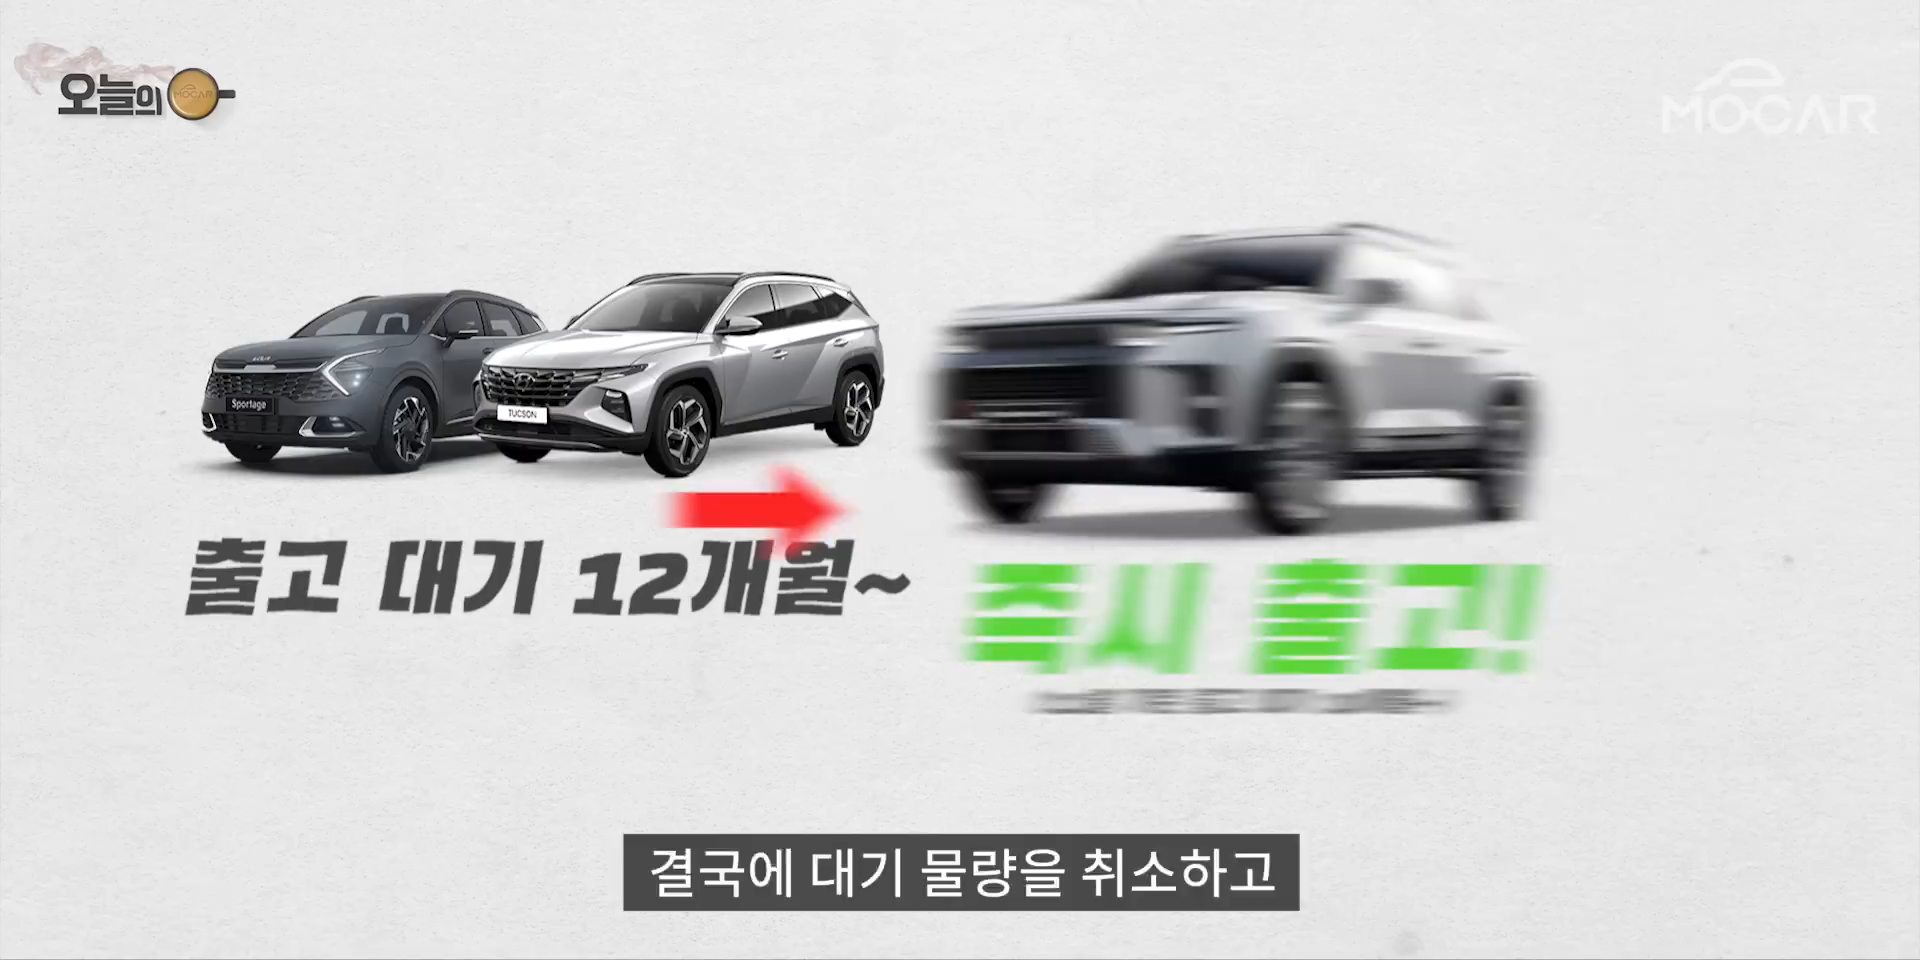 오늘의
MOCAR
MOCAR
Sportage
TUCSON
출고 대기 12개월~
즉시 출고!
결국에 대기 물량을 취소하고